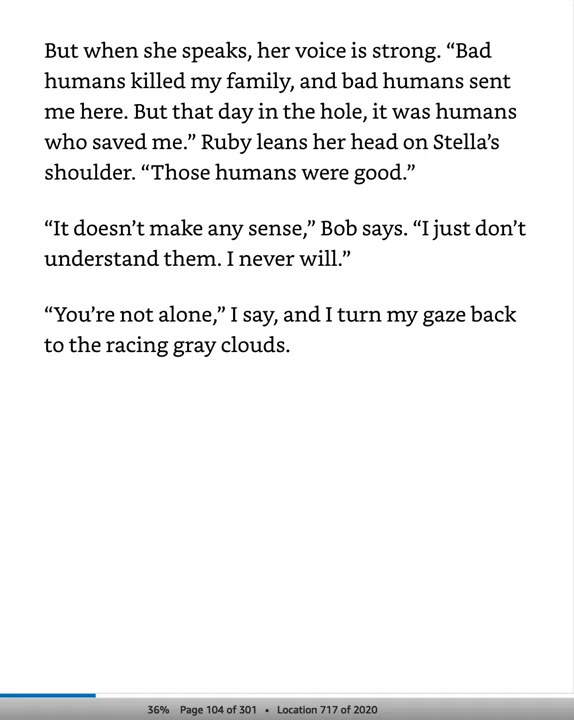 But when she speaks, her voice is strong. “Bad
humans killed my family, and bad humans sent
me here. But that day in the hole, it was humans
who saved me.” Ruby leans her head on Stella’s
shoulder. “Those humans were good.”
“It doesn’t make any sense,” Bob says. “I just don’t
understand them. I never will.”
“You’re not alone,” I say, and I turn my gaze back
to the racing gray clouds.
36% Page 104 of 301 • Location 717 of 2020